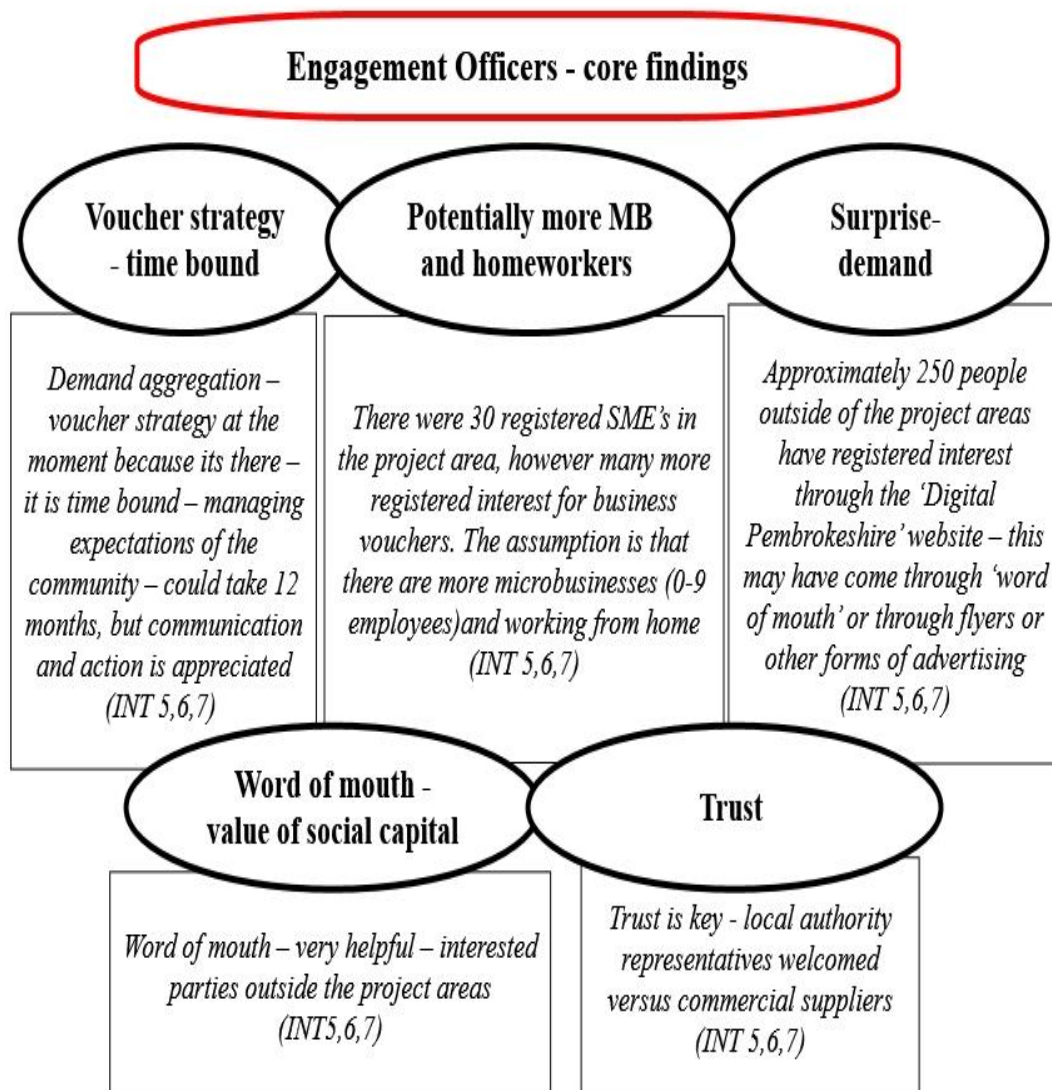 Engagement Officers - core findings
Voucher strategy
- time bound
Potentially more MB
and homeworkers
Surprise-
demand
Demand aggregation –
voucher strategy at the
moment because its there –
it is time bound – managing
expectations of the
community – could take 12
months, but communication
and action is appreciated
(INT 5,6,7)
There were 30 registered SME's in
the project area, however many more
registered interest for business
vouchers. The assumption is that
there are more microbusinesses (0-9
employees)and working from home
(INT 5,6,7)
Approximately 250 people
outside of the project areas
have registered interest
through the ‘Digital
Pembrokeshire’ website – this
may have come through ‘word
of mouth’ or through flyers or
other forms of advertising
(INT 5,6,7)
Word of mouth -
value of social capital
Trust
Word of mouth – very helpful – interested
parties outside the project areas
(INT5,6,7)
Trust is key - local authority
representatives welcomed
versus commercial suppliers
(INT 5,6,7)